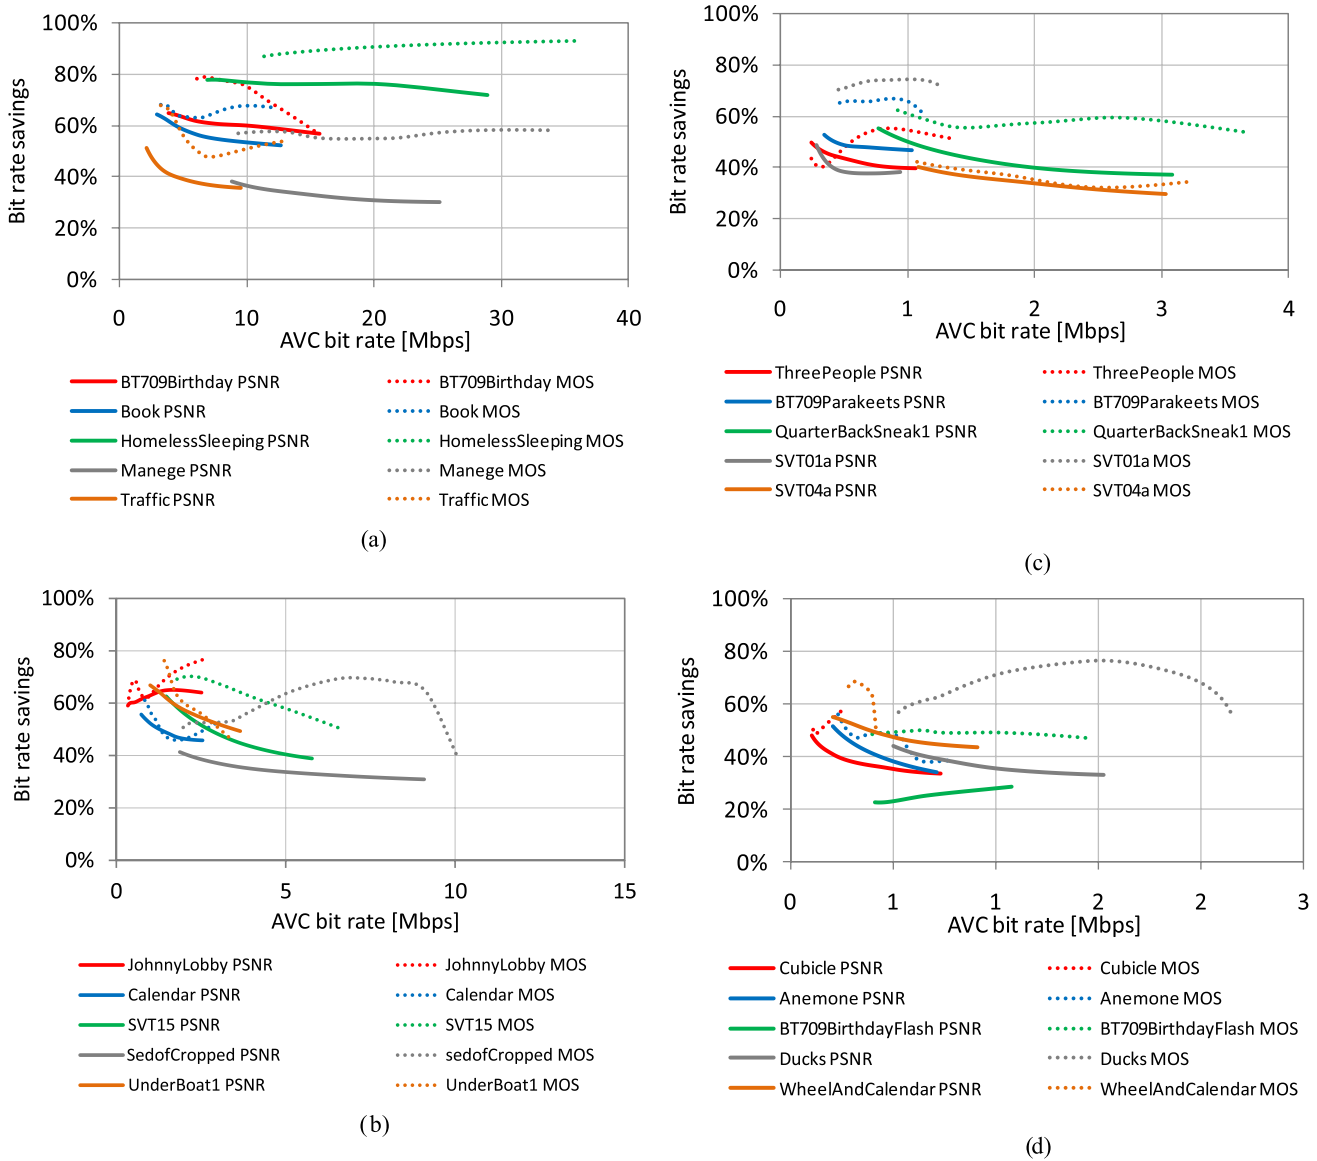 100%
80%
60%
40%
20%
0%
Bit rate savings
0 10 20 30 40
AVC bit rate [Mbps]
BT709Birthday PSNR BT709Birthday MOS
Book PSNR Book MOS
HomelessSleeping PSNR HomelessSleeping MOS
Manege PSNR Manege MOS
Traffic PSNR Traffic MOS
(a)
100%
80%
60%
40%
20%
0%
Bit rate savings
0 1 2 3 4
AVC bit rate [Mbps]
ThreePeople PSNR ThreePeople MOS
BT709Parakeets PSNR BT709Parakeets MOS
QuarterBackSneak1 PSNR QuarterBackSneak1 MOS
SVT01a PSNR SVT01a MOS
SVT04a PSNR SVT04a MOS
(c)
100%
80%
60%
40%
20%
0%
Bit rate savings
0 5 10 15
AVC bit rate [Mbps]
JohnnyLobby PSNR JohnnyLobby MOS
Calendar PSNR Calendar MOS
SVT15 PSNR SVT15 MOS
SedofCropped PSNR sedofCropped MOS
UnderBoat1 PSNR UnderBoat1 MOS
(b)
100%
80%
60%
40%
20%
0%
Bit rate savings
0 1 1 2 2 3
AVC bit rate [Mbps]
Cubicle PSNR Cubicle MOS
Anemone PSNR Anemone MOS
BT709BirthdayFlash PSNR BT709BirthdayFlash MOS
Ducks PSNR Ducks MOS
WheelAndCalendar PSNR WheelAndCalendar MOS
(d)